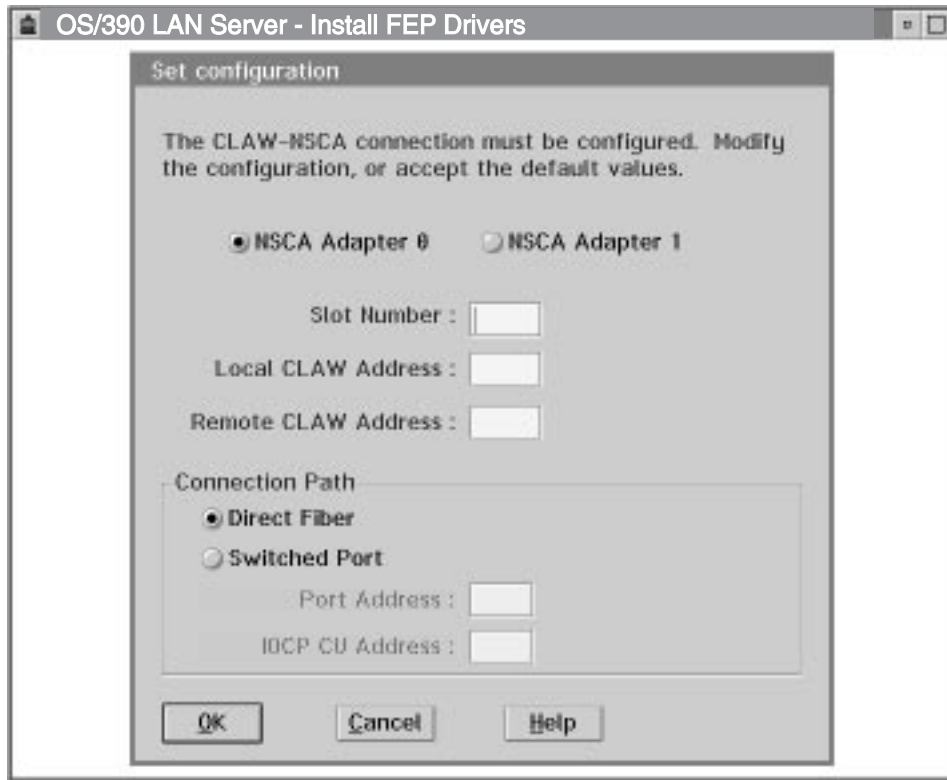 OS/390 LAN Server - Install FEP Drivers
Set configuration
The CLAW-NSCA connection must be configured. Modify
the configuration, or accept the default values.
NSCA Adapter 0 NSCA Adapter 1
Slot Number :
Local CLAW Address :
Remote CLAW Address :
Connection Path
Direct Fiber
Switched Port
Port Address :
IOCP CU Address :
OK Cancel Help